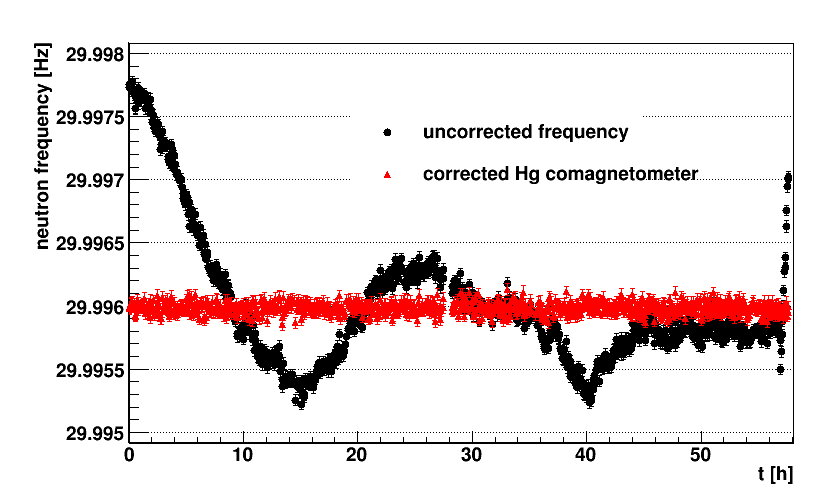 neutron frequency [Hz]
29.998
29.9975
29.997
29.9965
29.996
29.9955
29.995
uncorrected frequency
corrected Hg comagnetometer
0 10 20 30 40 50
t [h]